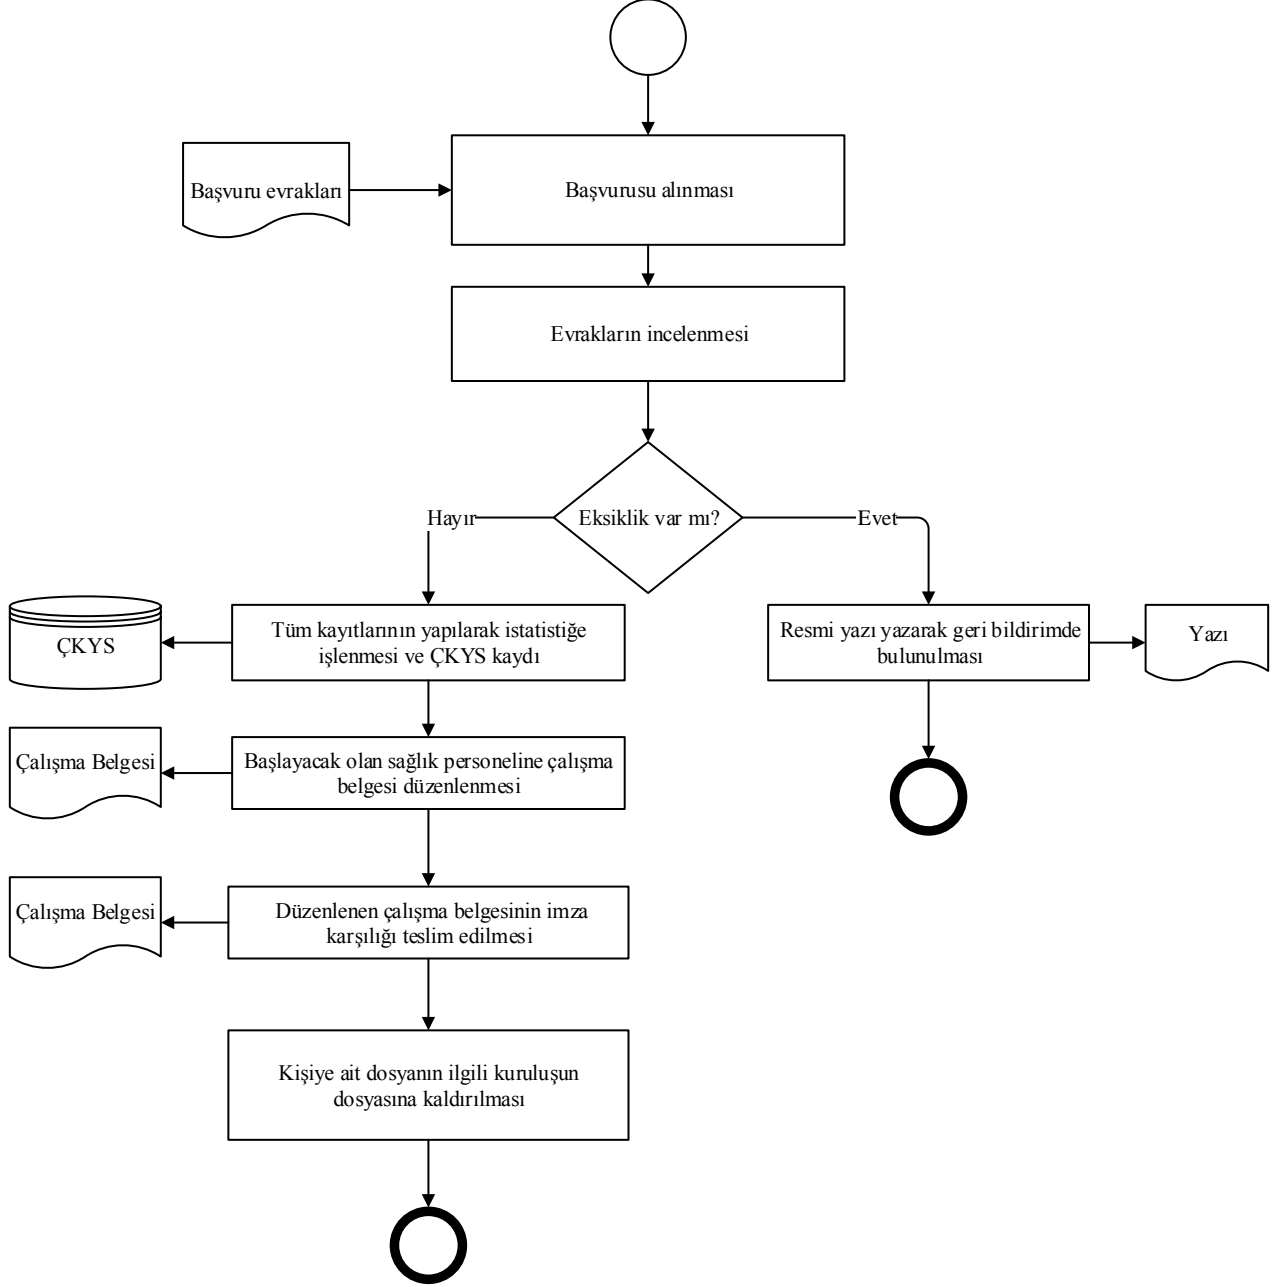 Başvuru evrakları
Başvurusu alınması
Evrakların incelenmesi
Eksiklik var mı?
Hayır
Evet
ÇKYS
Tüm kayıtlarının yapılarak istatistiğe
işlenmesi ve ÇKYS kaydı
Resmi yazı yazarak geri bildirimde
bulunulması
Yazı
Çalışma Belgesi
Başlayacak olan sağlık personeline çalışma
belgesi düzenlenmesi
Çalışma Belgesi
Düzenlenen çalışma belgesinin imza
karşılığı teslim edilmesi
Kişiye ait dosyanın ilgili kuruluşun
dosyasına kaldırılması